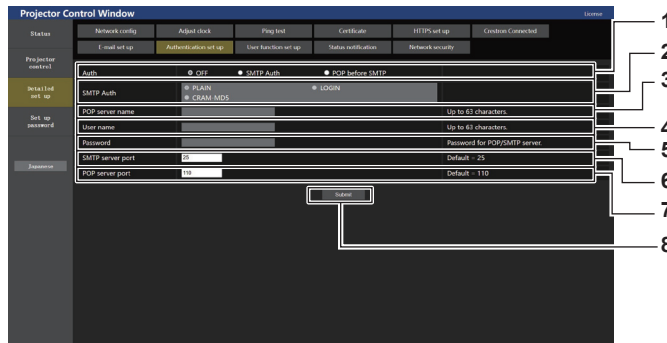 Projector Control Window License
Status Network config Adjust clock Ping test Certificate HTTPS set up Crestron Connected
E-mail set up Authentication set up User function set up Status notification Network security
Projector
control
Detailed
set up
Set up
password
Japanese
Auth OFF SMTP Auth POP before SMTP
SMTP Auth PLAIN LOGIN
CRAM-MD5
POP server name Up to 63 characters.
User name Up to 63 characters.
Password Password for POP/SMTP server.
SMTP server port 25 Default = 25
POP server port 110 Default = 110
Submit
1
2
3
4
5
6
7
8